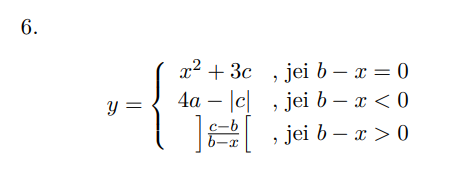 6.
y = { x² + 3c , jei b − x = 0
4a − |c| , jei b − x < 0
]c−b/b−x[ , jei b − x > 0